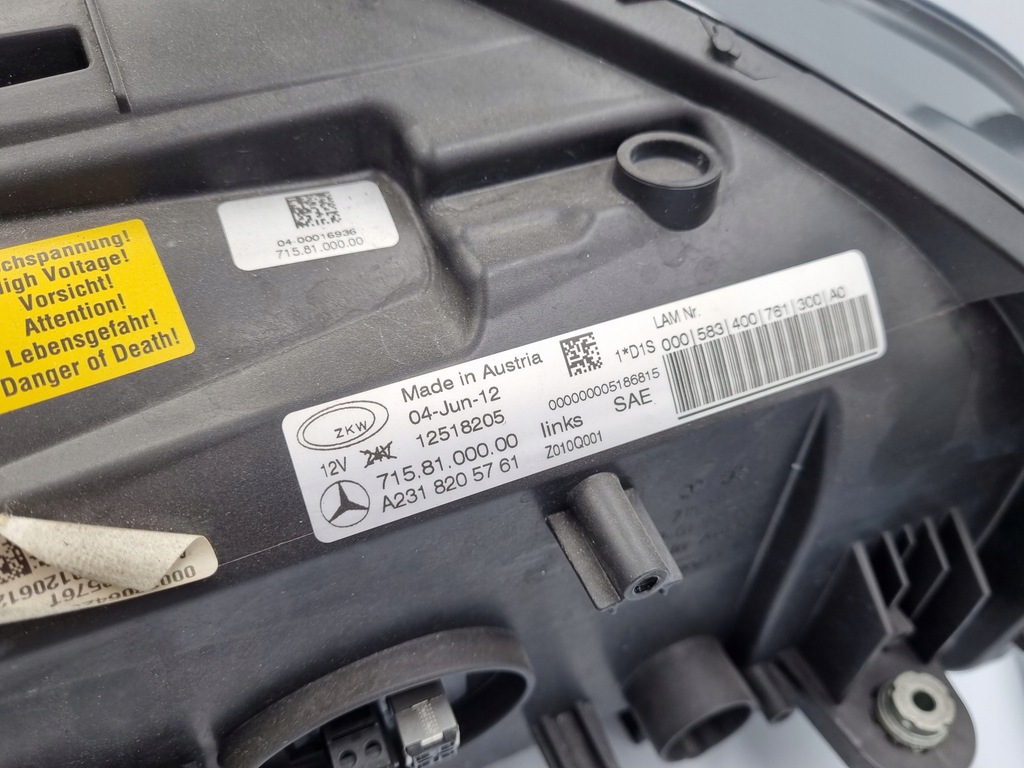 04-00016936
715.81.000.00
chspannung!
High Voltage!
Vorsicht!
Attention!
Lebensgefahr!
Danger of Death!
ZKW
Made in Austria
04-Jun-12
12518205
12V 24V
715.81.000.00
A231 820 57 61
LAM Nr.
1*D1S 000|583|400|781|300|A0
000000005186815
links SAE
Z010Q001